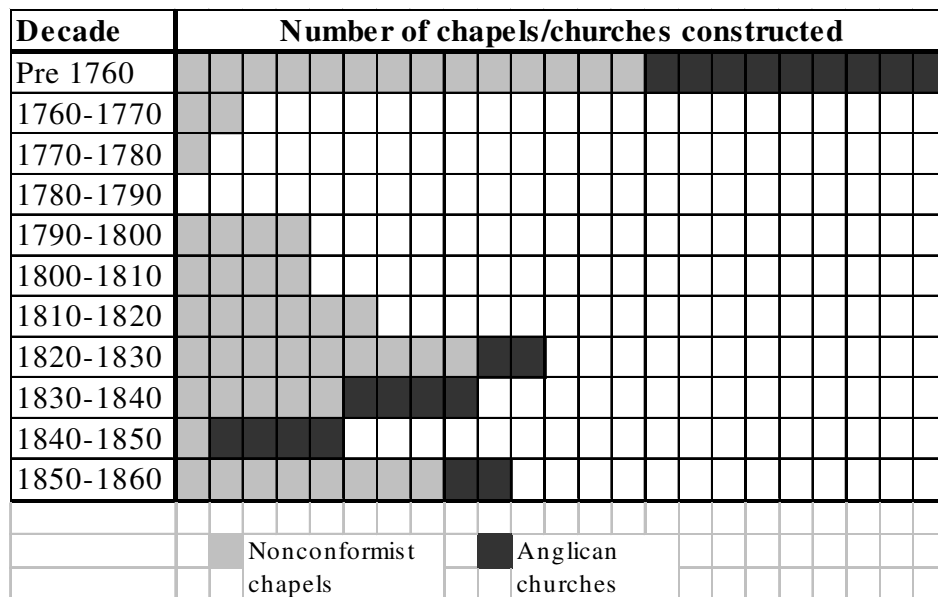 Decade Number of chapels/churches constructed
Pre 1760
1760-1770
1770-1780
1780-1790
1790-1800
1800-1810
1810-1820
1820-1830
1830-1840
1840-1850
1850-1860
Nonconformist
chapels
Anglican
churches